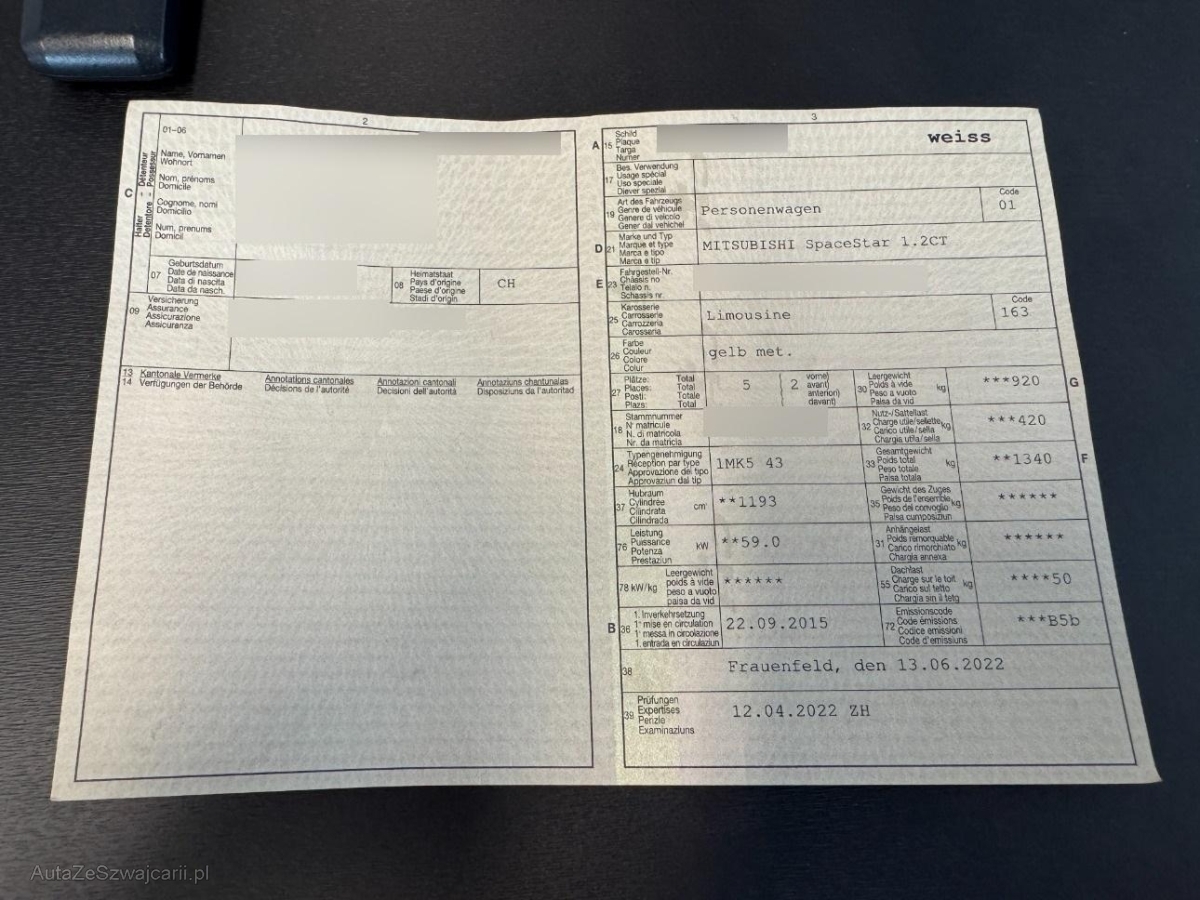 2
01-06
C
Halter - Détenteur
Detentore - Possessur
Name, Vornamen
Wohnort
Nom, prénoms
Domicile
Cognome, nomi
Domicilio
Num, prenums
Domicil
07
Geburtsdatum
Date de naissance
Data di nascita
Data da nasch.
08
Heimatstaat
Pays d'origine
Paese d'origine
Stadi d'origin
CH
09
Versicherung
Assurance
Assicurazione
Assicuranza
13 Kantonale Vermerke Annotations cantonales Annotazioni cantonali Annotaziuns chantunalas
14 Verfügungen der Behörde Décisions de l'autorité Decisioni dell'autorità Disposiziuns da l'autoritad
3
A 15
Schild
Plaque
Targa
Numer
weiss
17
Bes. Verwendung
Usage spécial
Uso speciale
Diever spezial
19
Art des Fahrzeugs
Genre de véhicule
Genere di veicolo
Gener dal vehichel
Personenwagen
Code
01
D 21
Marke und Typ
Marque et type
Marca e tipo
Marca e tip
MITSUBISHI SpaceStar 1.2CT
E 23
Fahrgestell-Nr.
Châssis no
Telaio n.
Schassis nr.
25
Karosserie
Carrosserie
Carrozzeria
Carosseria
Limousine
Code
163
26
Farbe
Couleur
Colore
Colur
gelb met.
27
Plätze: Total
Places: Total
Posti: Totale
Plazs: Total
5
2
vorne)
avant)
anteriori)
davant)
30
Leergewicht
Poids à vide
Peso a vuoto
Paisa da vid
kg
***920
G
18
Stammnummer
N° matricule
N. di matricola
Nr. da matricla
32
Nutz-/Sattellast
Charge utile/sellette
Carico utile/sella
Chargia utila/sella
kg
***420
24
Typengenehmigung
Réception par type
Approvazione del tipo
Approvaziun dal tip
1MK5 43
33
Gesamtgewicht
Poids total
Peso totale
Paisa totala
kg
**1340
F
37
Hubraum
Cylindrée
Cilindrata
Cilindrada
cm³
**1193
35
Gewicht des Zuges
Poids de l'ensemble
Peso del convoglio
Paisa cumposiziun
kg
******
76
Leistung
Puissance
Potenza
Prestaziun
kW
**59.0
31
Anhängelast
Poids remorquable
Carico rimorchiato
Chargia annexa
kg
******
78 kW/kg
Leergewicht
poids à vide
peso a vuoto
paisa da vid
******
55
Dachlast
Charge sur le toit
Carico sul tetto
Chargia sin il tetg
kg
****50
B 36
1. Inverkehrsetzung
1re mise en circulation
1a messa in circolazione
1. entrada en circulaziun
22.09.2015
72
Emissionscode
Code émissions
Codice emissioni
Code d'emissiuns
***B5b
38
Frauenfeld, den 13.06.2022
39
Prüfungen
Expertises
Perizie
Examinaziuns
12.04.2022 ZH
AutaZeSzwajcarii.pl